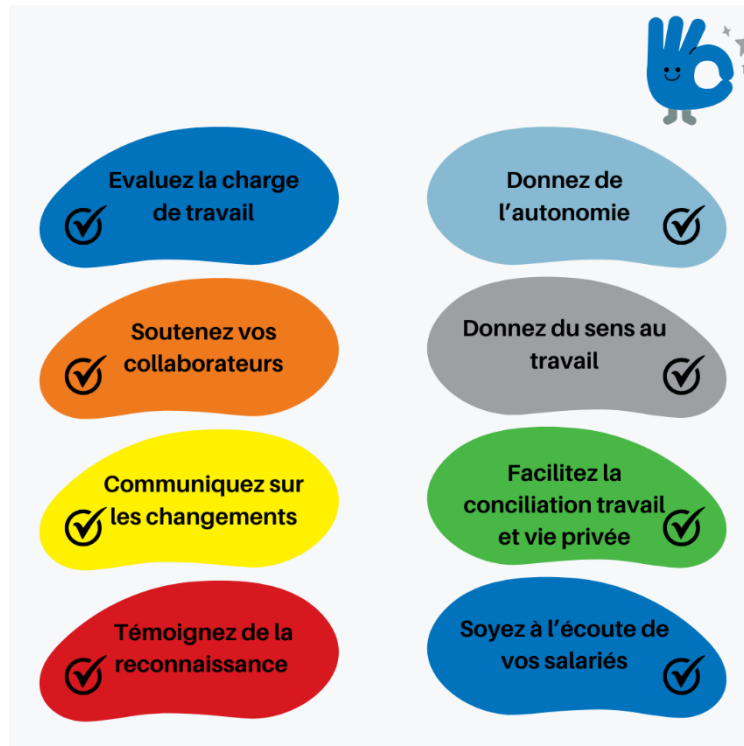 Evaluez la charge
de travail
Donnez de
l'autonomie
Soutenez vos
collaborateurs
Donnez du sens au
travail
Communiquez sur
les changements
Facilitez la
conciliation travail
et vie privée
Témoignez de la
reconnaissance
Soyez à l'écoute de
vos salariés